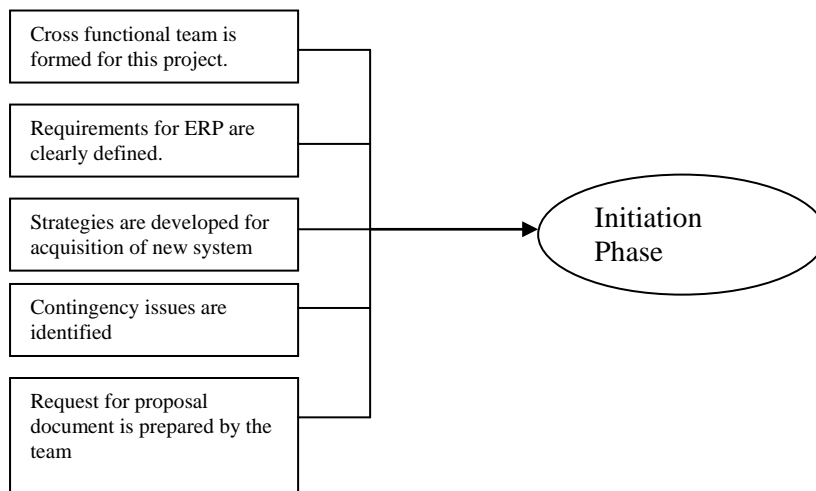 Cross functional team is
formed for this project.
Requirements for ERP are
clearly defined.
Strategies are developed for
acquisition of new system
Contingency issues are
identified
Request for proposal
document is prepared by the
team
Initiation
Phase